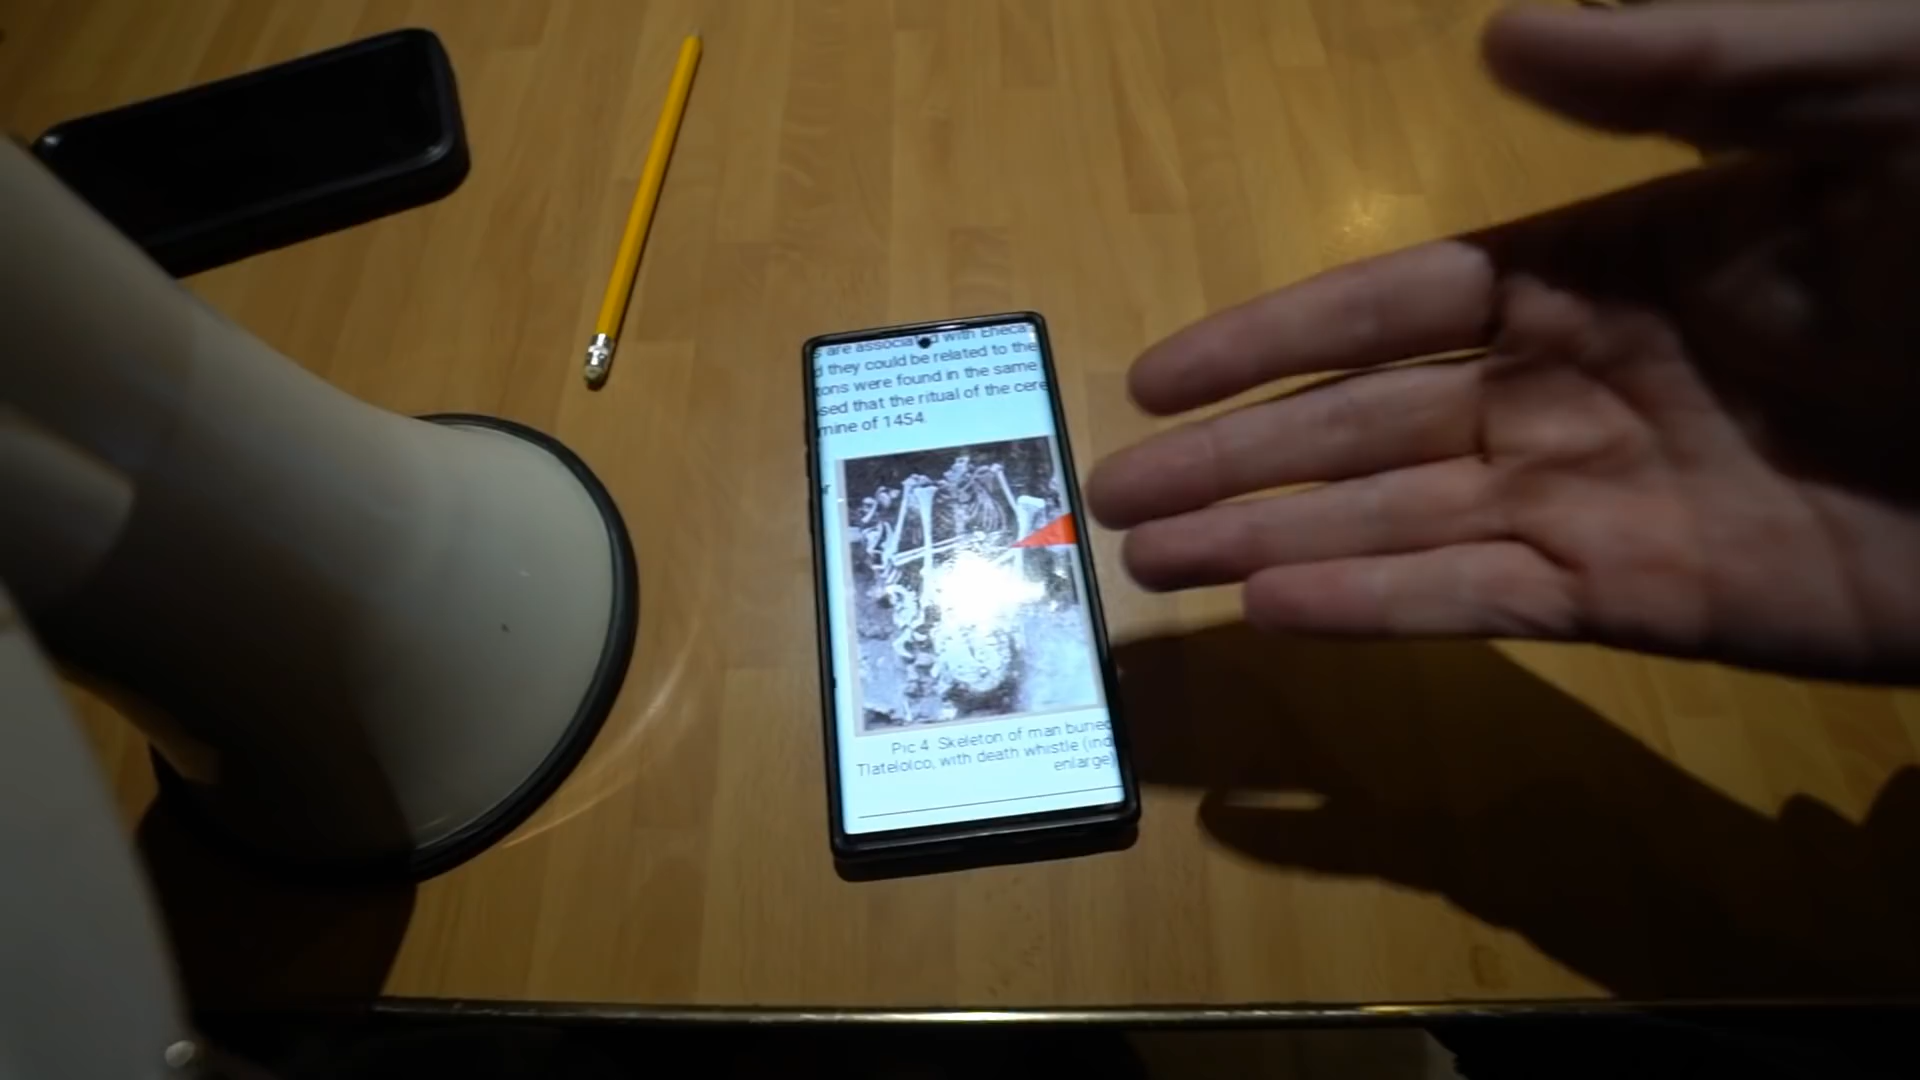 s are associated with Eheca
d they could be related to the
tons were found in the same
sed that the ritual of the cere
mine of 1454.
Pic 4 Skeleton of man buried
Tlatelolco, with death whistle (ind
enlarge)